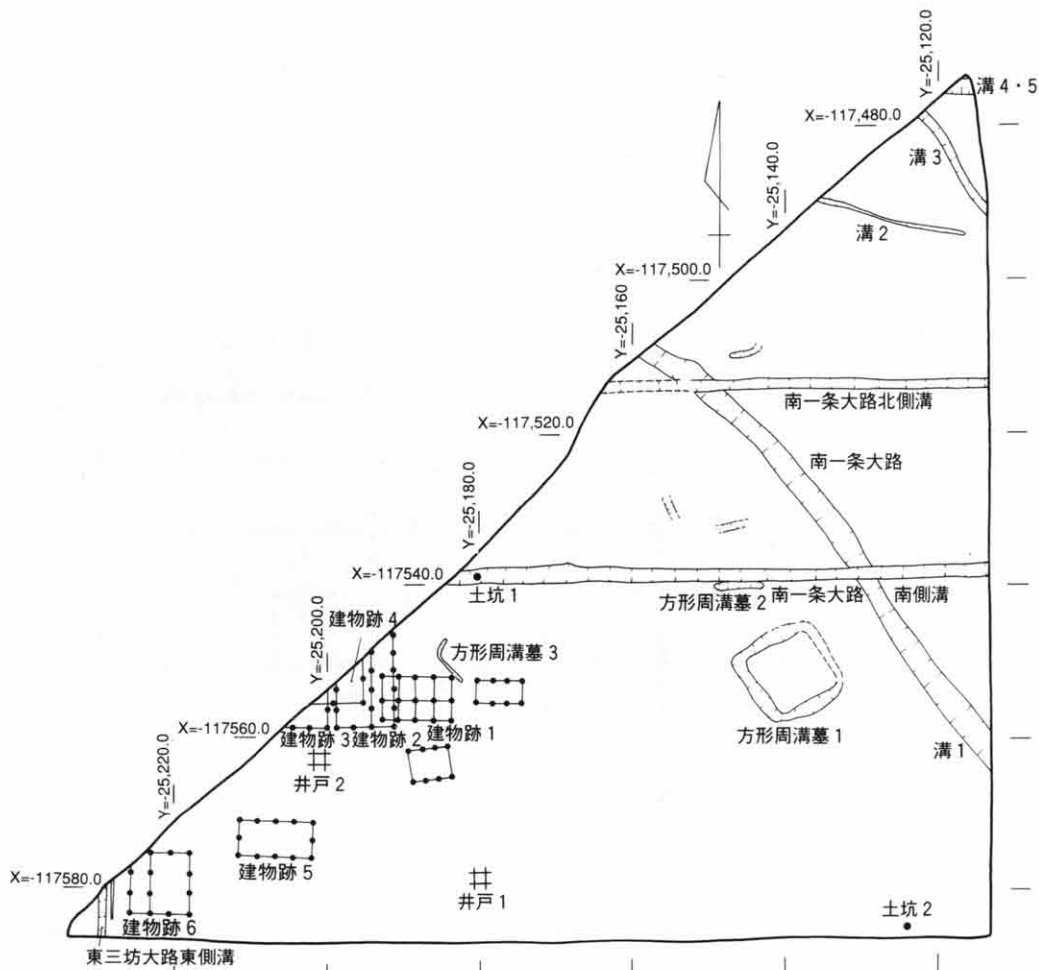 Y=-25,120.0
溝4・5
X=-117,480.0
溝3
Y=-25,140.0
溝2
X=-117,500.0
Y=-25,160
南一条大路北側溝
X=-117,520.0
南一条大路
Y=-25,180.0
X=-117540.0
土坑1
方形周溝墓2
南一条大路 南側溝
建物跡4
Y=-25,200.0
方形周溝墓3
X=-117560.0
建物跡3
建物跡2
建物跡1
方形周溝墓1
溝1
井戸2
Y=-25,220.0
建物跡5
X=-117580.0
井戸1
土坑2
建物跡6
東三坊大路東側溝